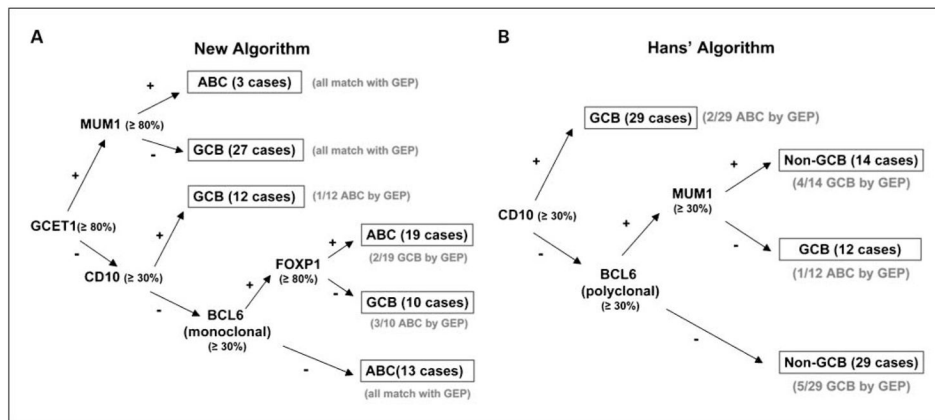 A
New Algorithm
ABC (3 cases) (all match with GEP)
+
MUM1 (≥ 80%)
-
GCB (27 cases) (all match with GEP)
+
GCB (12 cases) (1/12 ABC by GEP)
GCET1 (≥ 80%)
+
-
CD10 (≥ 30%)
ABC (19 cases)
+
(2/19 GCB by GEP)
FOXP1
(≥ 80%)
+
-
GCB (10 cases)
(3/10 ABC by GEP)
-
BCL6
(monoclonal)
(≥ 30%)
-
ABC(13 cases)
(all match with GEP)
B
Hans' Algorithm
GCB (29 cases) (2/29 ABC by GEP)
+
Non-GCB (14 cases)
(4/14 GCB by GEP)
+
MUM1
(≥ 30%)
CD10 (≥ 30%)
+
-
-
GCB (12 cases)
(1/12 ABC by GEP)
BCL6
(polyclonal)
(≥ 30%)
-
Non-GCB (29 cases)
(5/29 GCB by GEP)